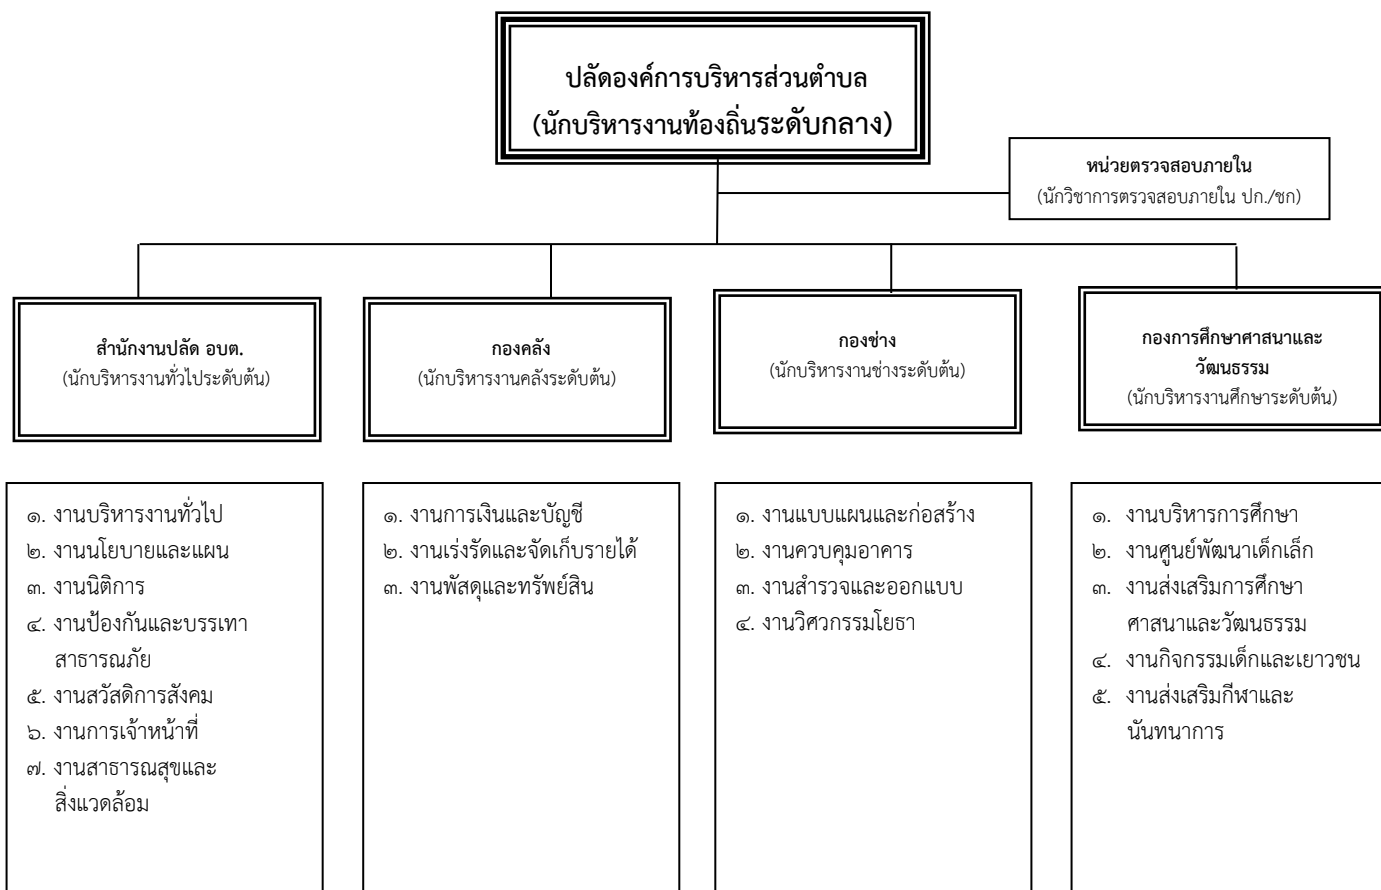 ปลัดองค์การบริหารส่วนตำบล
(นักบริหารงานท้องถิ่นระดับกลาง)
หน่วยตรวจสอบภายใน
(นักวิชาการตรวจสอบภายใน ปก./ชก)
สำนักงานปลัด อบต.
(นักบริหารงานทั่วไประดับต้น)
กองคลัง
(นักบริหารงานคลังระดับต้น)
กองช่าง
(นักบริหารงานช่างระดับต้น)
กองการศึกษาศาสนาและ
วัฒนธรรม
(นักบริหารงานศึกษาระดับต้น)
๑. งานบริหารงานทั่วไป
๒. งานนโยบายและแผน
๓. งานนิติการ
๔. งานป้องกันและบรรเทา
สาธารณภัย
๕. งานสวัสดิการสังคม
๖. งานการเจ้าหน้าที่
๗. งานสาธารณสุขและ
สิ่งแวดล้อม
๑. งานการเงินและบัญชี
๒. งานเร่งรัดและจัดเก็บรายได้
๓. งานพัสดุและทรัพย์สิน
๑. งานแบบแผนและก่อสร้าง
๒. งานควบคุมอาคาร
๓. งานสำรวจและออกแบบ
๔. งานวิศวกรรมโยธา
๑. งานบริหารการศึกษา
๒. งานศูนย์พัฒนาเด็กเล็ก
๓. งานส่งเสริมการศึกษา
ศาสนาและวัฒนธรรม
๔. งานกิจกรรมเด็กและเยาวชน
๕. งานส่งเสริมกีฬาและ
นันทนาการ